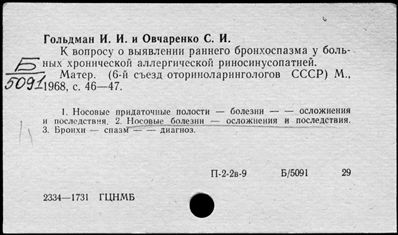 Гольдман И. И. и Овчаренко С. И.
К вопросу о выявлении раннего бронхоспазма у боль-
ных хронической аллергической риносинусопатией.
Б
5091
Матер. (6-й съезд оториноларингологов СССР) М.,
1968, с. 46—47.
1. Носовые придаточные полости — болезни — — осложнения
и последствия. 2. Носовые болезни — осложнения и последствия.
3. Бронхи — спазм — — диагноз.
П-2-2в-9 Б/5091 29
2334—1731 ГЦНМБ